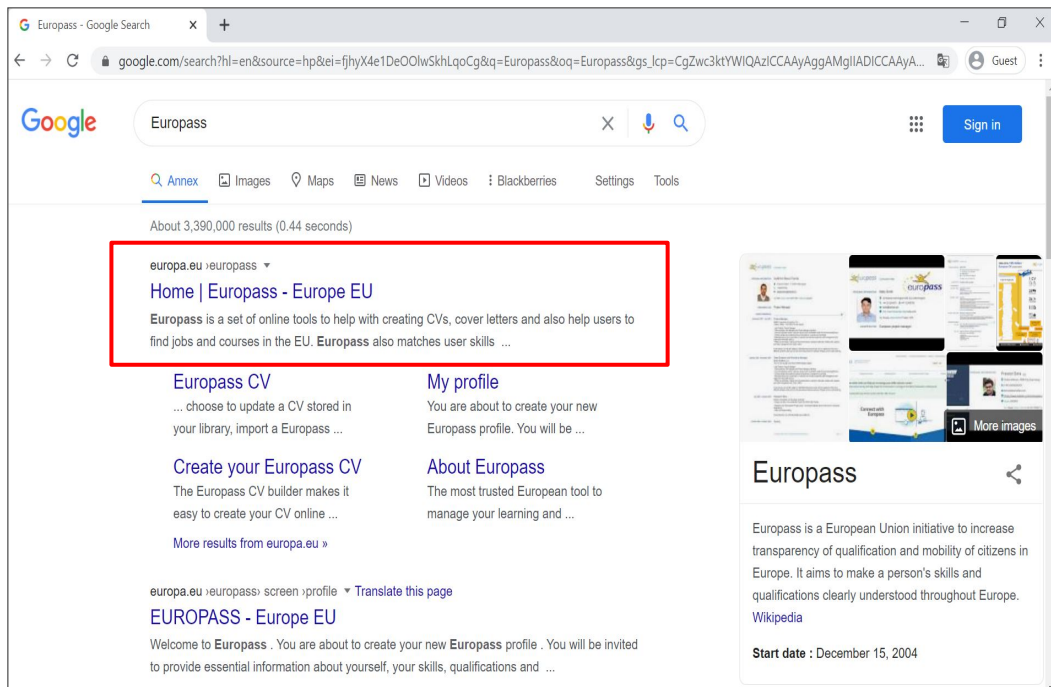 Europass - Google Search
google.com/search?hl=en&source=hp&ei=fjhyX4e1DeOOlwSkhLqoCg&q=Europass&oq=Europass&gs_lcp=CgZwc3ktYWIQAzICCAAyAggAMgIIADICCAAyA...
Guest
Google
Europass
Sign in
Annex Images Maps News Videos Blackberries Settings Tools
About 3,390,000 results (0.44 seconds)
europa.eu ›europass
Home | Europass - Europe EU
Europass is a set of online tools to help with creating CVs, cover letters and also help users to
find jobs and courses in the EU. Europass also matches user skills ...
Europass CV
... choose to update a CV stored in
your library, import a Europass ...
My profile
You are about to create your new
Europass profile. You will be ...
Create your Europass CV
The Europass CV builder makes it
easy to create your CV online ...
About Europass
The most trusted European tool to
manage your learning and ...
More results from europa.eu »
europa.eu ›europass› screen ›profile Translate this page
EUROPASS - Europe EU
Welcome to Europass . You are about to create your new Europass profile . You will be invited
to provide essential information about yourself, your skills, qualifications and ...
europass
Connect with
Europass
More images
Europass
Europass is a European Union initiative to increase
transparency of qualification and mobility of citizens in
Europe. It aims to make a person's skills and
qualifications clearly understood throughout Europe.
Wikipedia
Start date : December 15, 2004